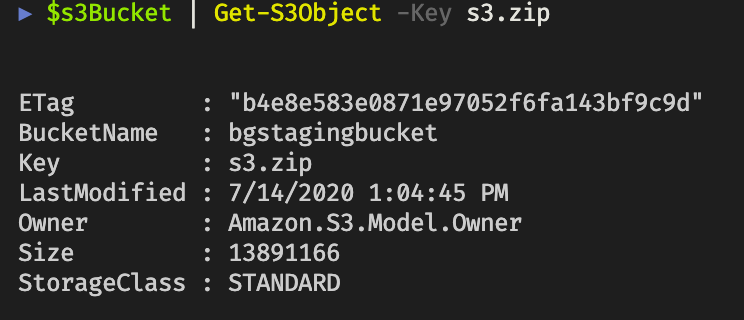 ▶ $s3Bucket | Get-S3Object -Key s3.zip
ETag : "b4e8e583e0871e97052f6fa143bf9c9d"
BucketName : bgstagingbucket
Key : s3.zip
LastModified : 7/14/2020 1:04:45 PM
Owner : Amazon.S3.Model.Owner
Size : 13891166
StorageClass : STANDARD